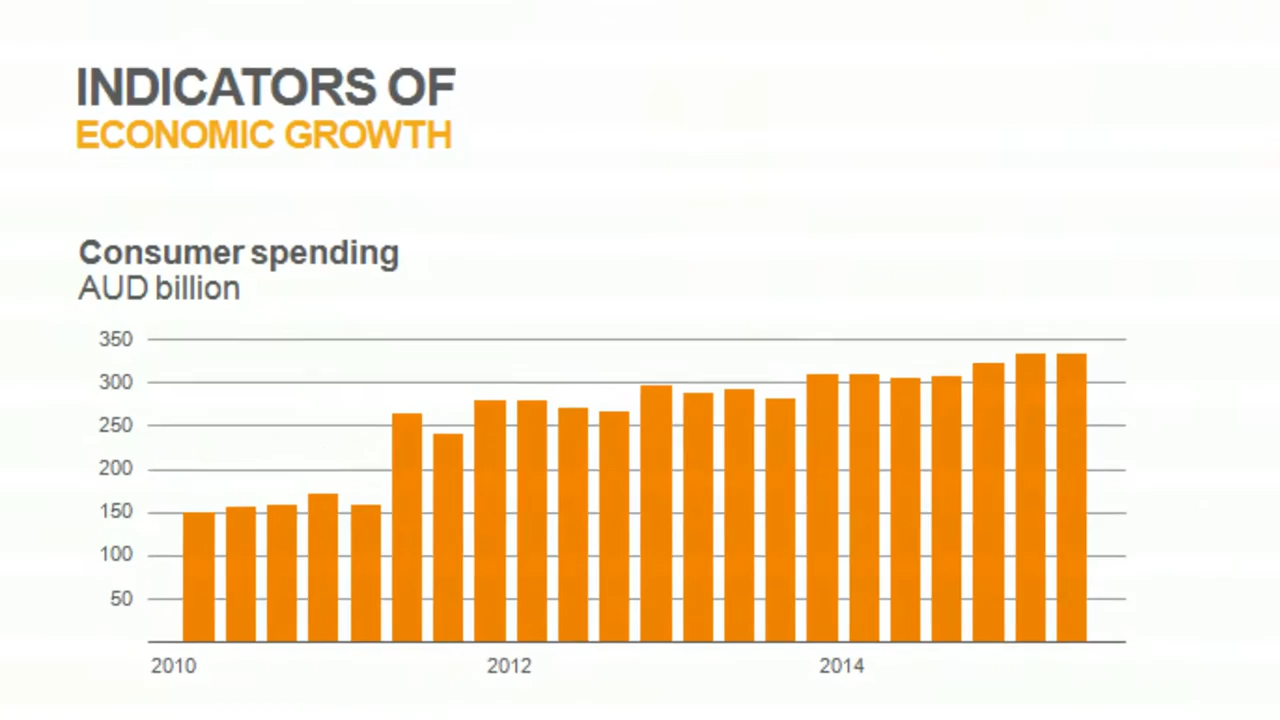 INDICATORS OF
ECONOMIC GROWTH
Consumer spending
AUD billion
350
300
250
200
150
100
50
2010 2012 2014